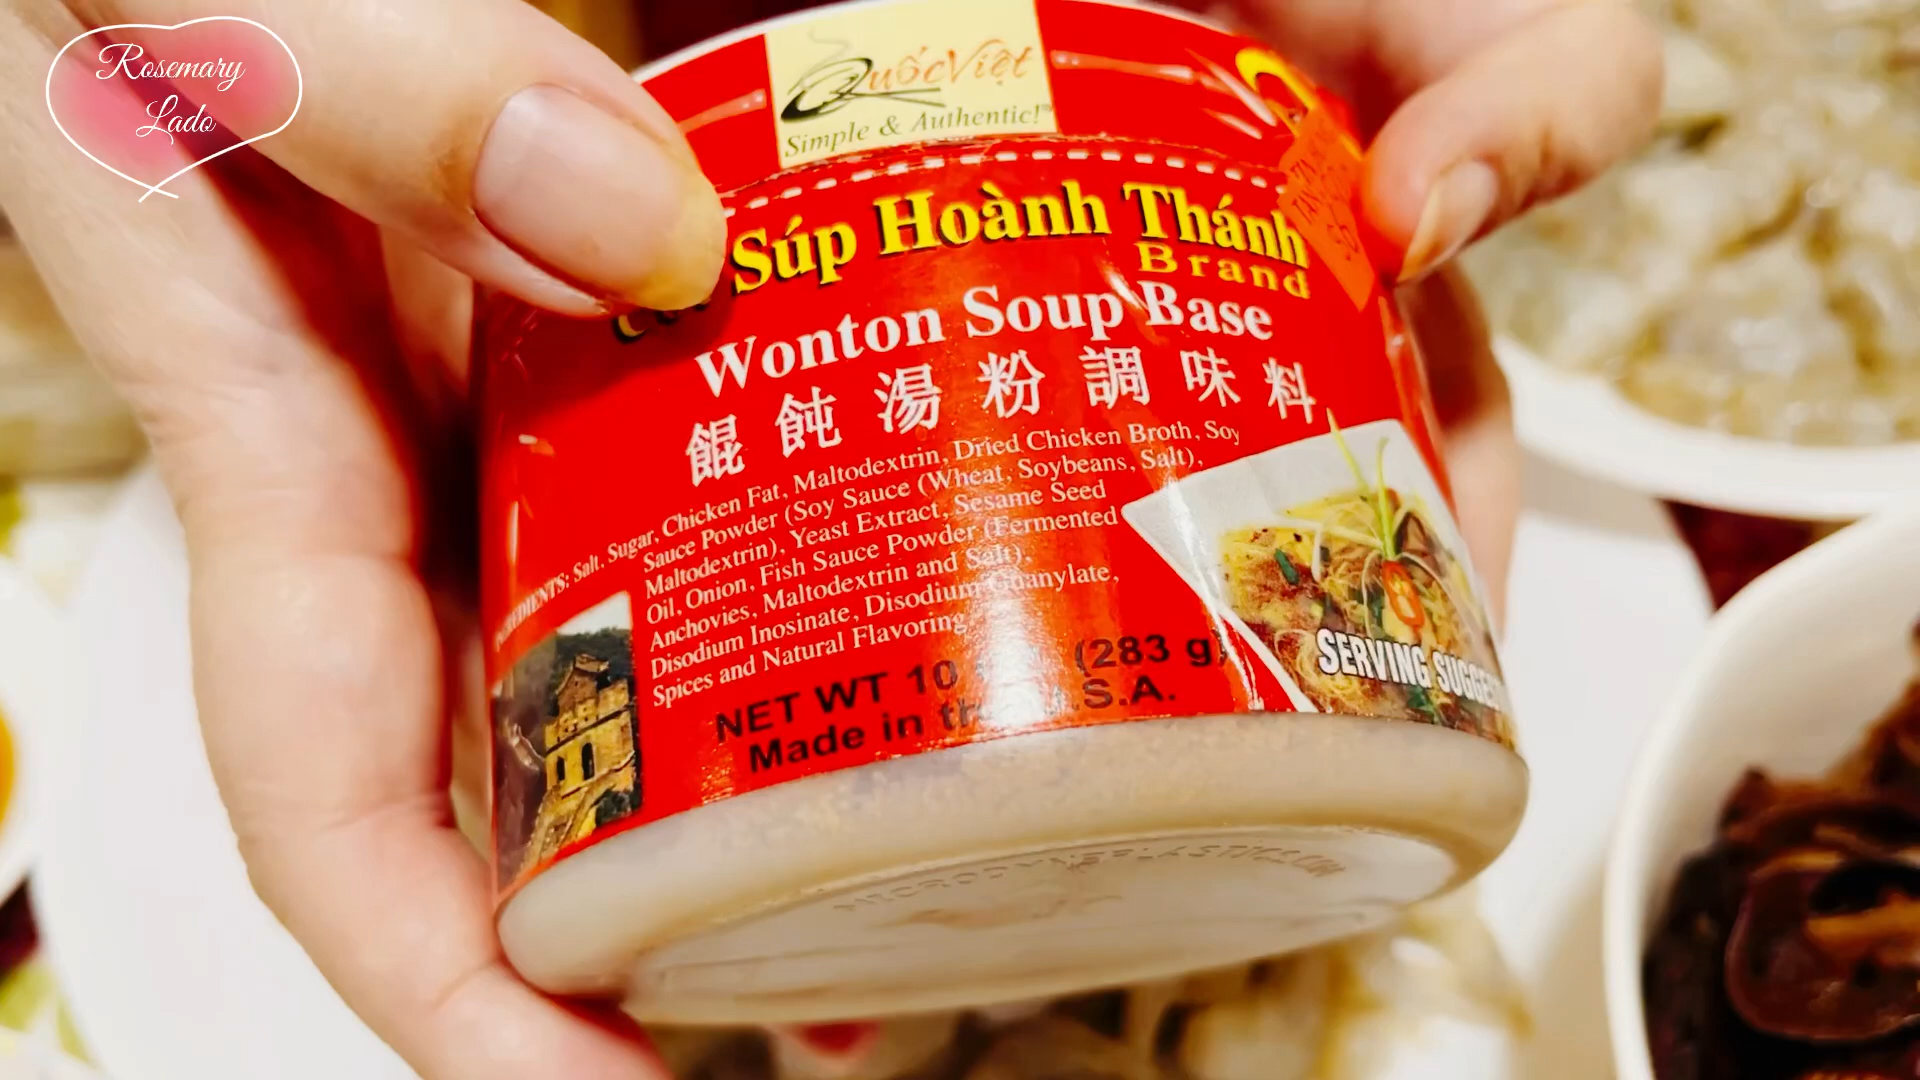 Rosemary
Lado
QuốcViệt
Simple & Authentic!™
Súp Hoành Thánh
Brand
Wonton Soup Base
餛飩湯粉調味料
INGREDIENTS: Salt, Sugar, Chicken Fat, Maltodextrin, Dried Chicken Broth, Soy
Sauce Powder (Soy Sauce (Wheat, Soybeans, Salt),
Maltodextrin), Yeast Extract, Sesame Seed
Oil, Onion, Fish Sauce Powder (Fermented
Anchovies, Maltodextrin and Salt),
Disodium Inosinate, Disodium Guanylate,
Spices and Natural Flavoring
NET WT 10 (283 g)
Made in the U.S.A.
SERVING